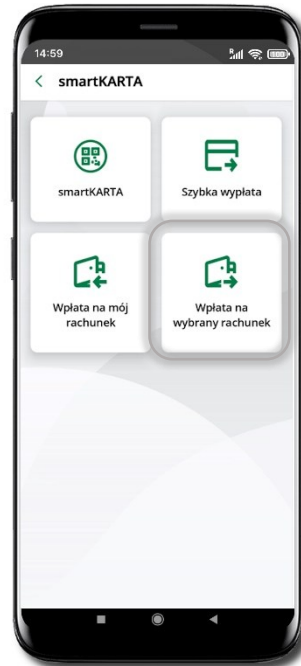 14:59
smartKARTA
smartKARTA
Szybka wypłata
Wpłata na mój
rachunek
Wpłata na
wybrany rachunek